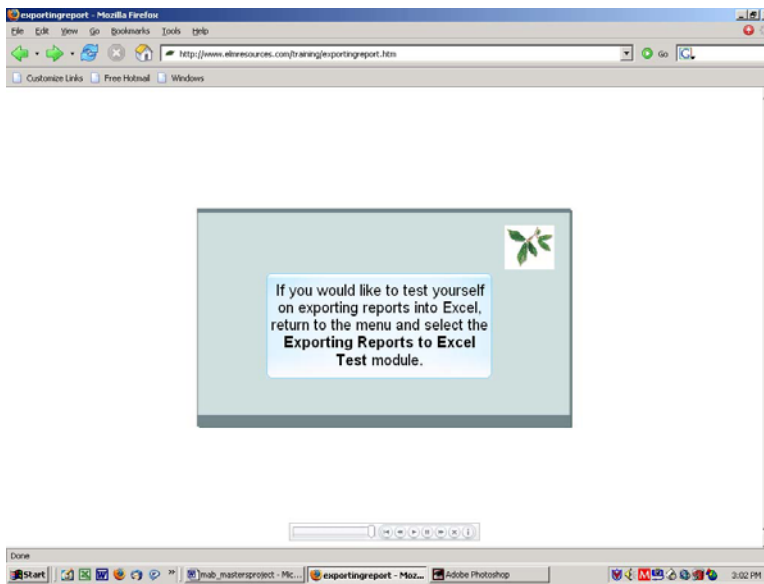 exportingreport - Mozilla Firefox
File Edit View Go Bookmarks Tools Help
http://www.elmresources.com/training/exportingreport.htm
Go
Customize Links Free Hotmail Windows
If you would like to test yourself
on exporting reports into Excel,
return to the menu and select the
Exporting Reports to Excel
Test module.
Done
Start
mab_mastersproject - Mic...
exportingreport - Moz...
Adobe Photoshop
3:02 PM